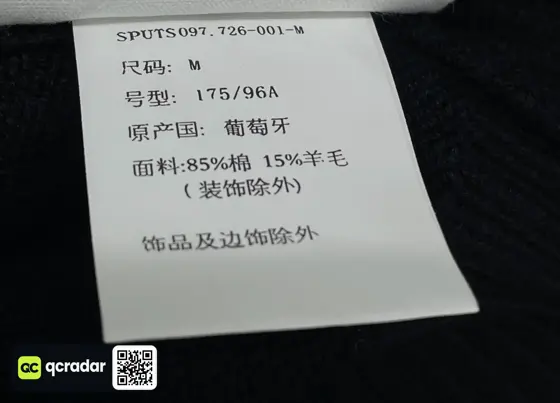 SPUTS097.726-001-M
尺码: M
号型: 175/96A
原产国: 葡萄牙
面料:85%棉 15%羊毛
(装饰除外)
饰品及边饰除外
QC qcradar